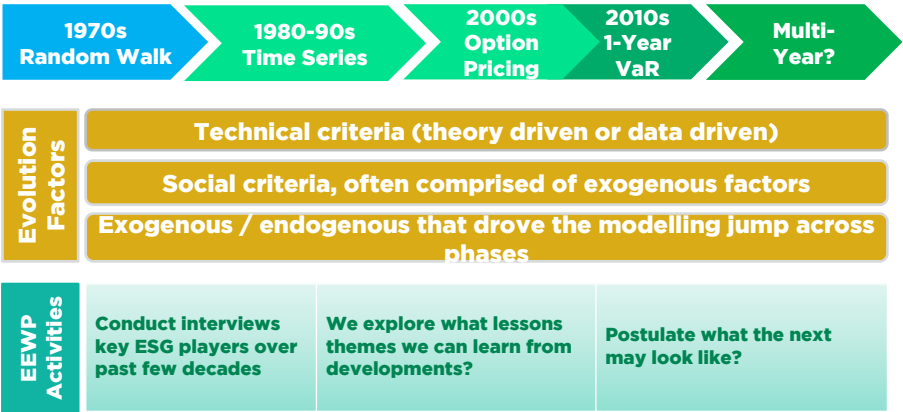 1970s
Random Walk
1980-90s
Time Series
2000s
Option
Pricing
2010s
1-Year
VaR
Multi-
Year?
Evolution
Factors
Technical criteria (theory driven or data driven)
Social criteria, often comprised of exogenous factors
Exogenous / endogenous that drove the modelling jump across
phases
EEWP
Activities
Conduct interviews
key ESG players over
past few decades
We explore what lessons
themes we can learn from
developments?
Postulate what the next
may look like?